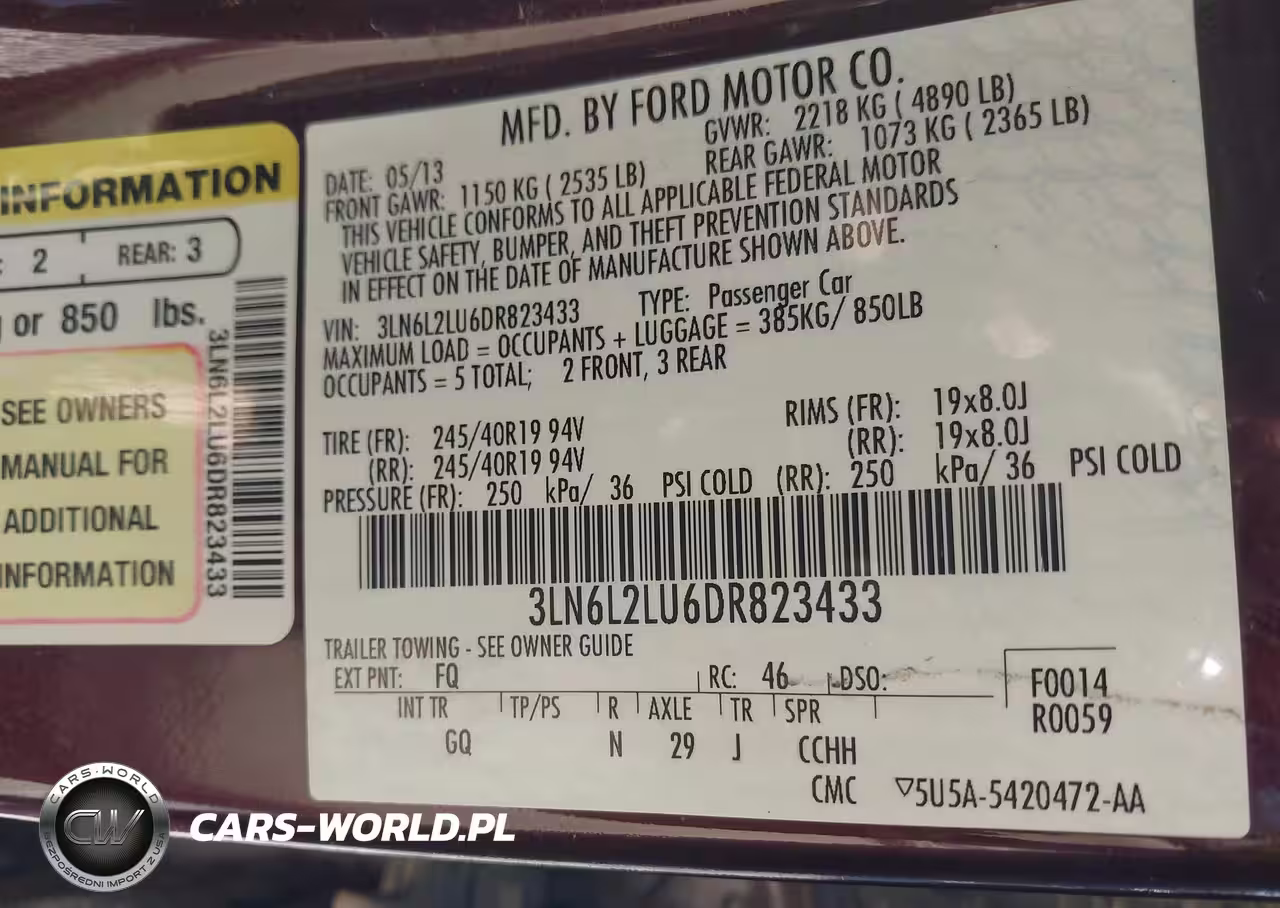 INFORMATION
: 2 REAR: 3
or 850 lbs.
SEE OWNERS
MANUAL FOR
ADDITIONAL
INFORMATION
3LN6L2LU6DR823433
MFD. BY FORD MOTOR CO.
DATE: 05/13 GVWR: 2218 KG ( 4890 LB)
FRONT GAWR: 1150 KG ( 2535 LB) REAR GAWR: 1073 KG ( 2365 LB)
THIS VEHICLE CONFORMS TO ALL APPLICABLE FEDERAL MOTOR
VEHICLE SAFETY, BUMPER, AND THEFT PREVENTION STANDARDS
IN EFFECT ON THE DATE OF MANUFACTURE SHOWN ABOVE.
VIN: 3LN6L2LU6DR823433 TYPE: Passenger Car
MAXIMUM LOAD = OCCUPANTS + LUGGAGE = 385KG/ 850LB
OCCUPANTS = 5 TOTAL; 2 FRONT, 3 REAR
TIRE (FR): 245/40R19 94V RIMS (FR): 19x8.0J
(RR): 245/40R19 94V (RR): 19x8.0J
PRESSURE (FR): 250 kPa/ 36 PSI COLD (RR): 250 kPa/ 36 PSI COLD
3LN6L2LU6DR823433
TRAILER TOWING - SEE OWNER GUIDE
EXT PNT: FQ RC: 46 DSO: F0014
R0059
INT TR TP/PS R AXLE TR SPR
GQ N 29 J CCHH
CMC ▽5U5A-5420472-AA
CARS-WORLD
CW
BEZPOŚREDNI IMPORT Z USA
CARS-WORLD.PL